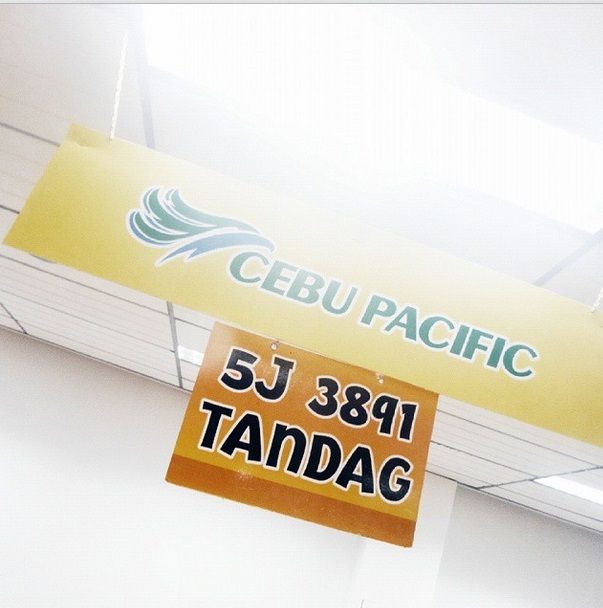 CEBU PACIFIC
5J 3891
TANDAG